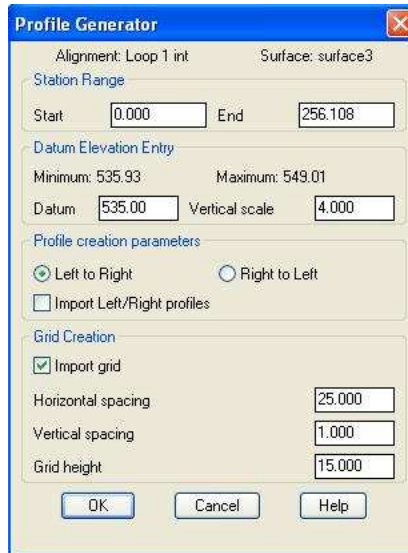 Profile Generator
Alignment: Loop 1 int Surface: surface3
Station Range
Start 0.000 End 256.108
Datum Elevation Entry
Minimum: 535.93 Maximum: 549.01
Datum 535.00 Vertical scale 4.000
Profile creation parameters
Left to Right Right to Left
Import Left/Right profiles
Grid Creation
Import grid
Horizontal spacing 25.000
Vertical spacing 1.000
Grid height 15.000
OK Cancel Help